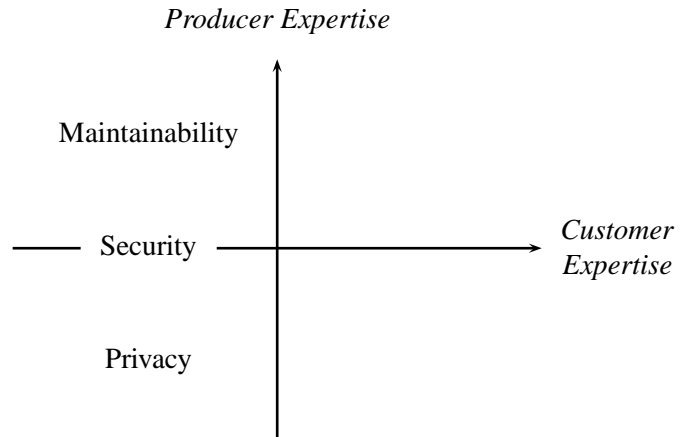 Producer Expertise
Maintainability
Security
Customer
Expertise
Privacy